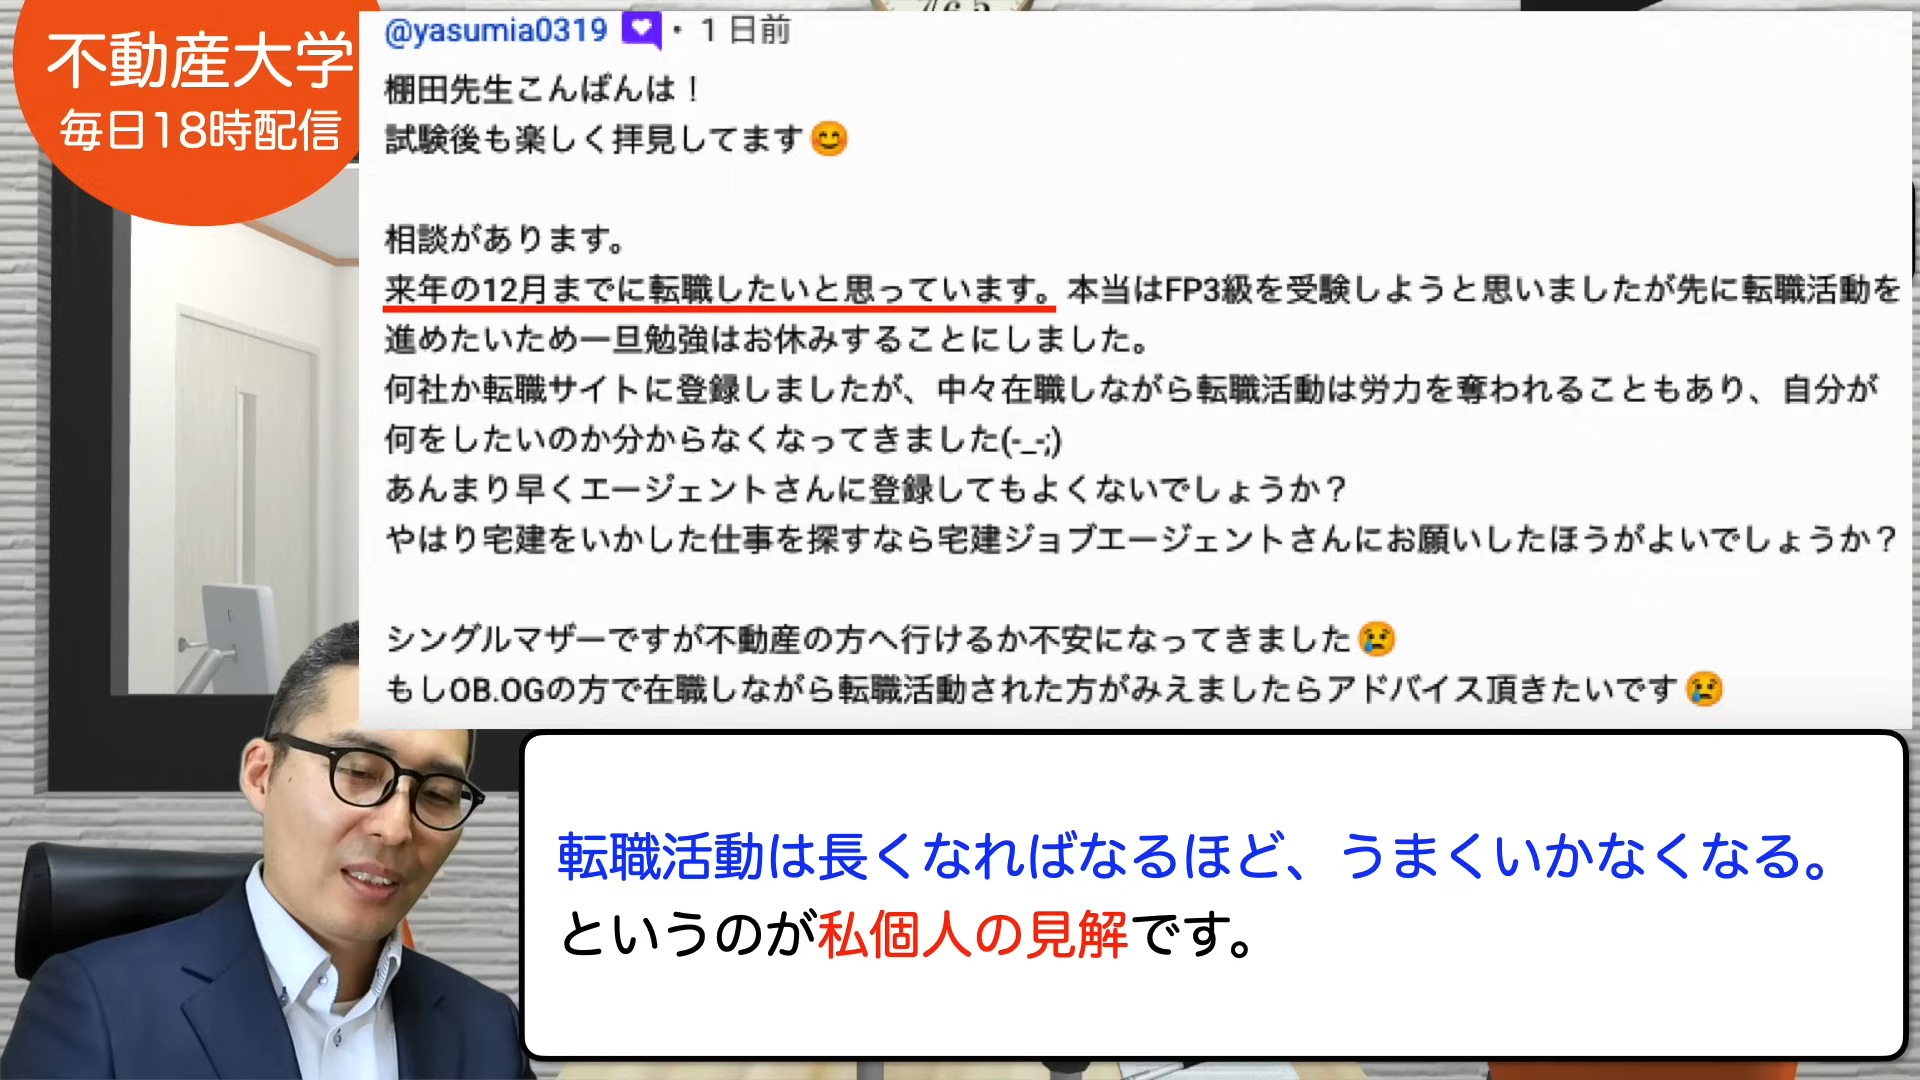 不動産大学
毎日18時配信
@yasumia0319 ・ 1 日前
棚田先生こんばんは！
試験後も楽しく拝見してます😊
相談があります。
来年の12月までに転職したいと思っています。本当はFP3級を受験しようと思いましたが先に転職活動を
進めたいため一旦勉強はお休みすることにしました。
何社か転職サイトに登録しましたが、中々在職しながら転職活動は労力を奪われることもあり、自分が
何をしたいのか分からなくなってきました(-_-;)
あんまり早くエージェントさんに登録してもよくないでしょうか？
やはり宅建をいかした仕事を探すなら宅建ジョブエージェントさんにお願いしたほうがよいでしょうか？
シングルマザーですが不動産の方へ行けるか不安になってきました😢
もしOB.OGの方で在職しながら転職活動された方がみえましたらアドバイス頂きたいです😢
転職活動は長くなればなるほど、うまくいかなくなる。
というのが私個人の見解です。